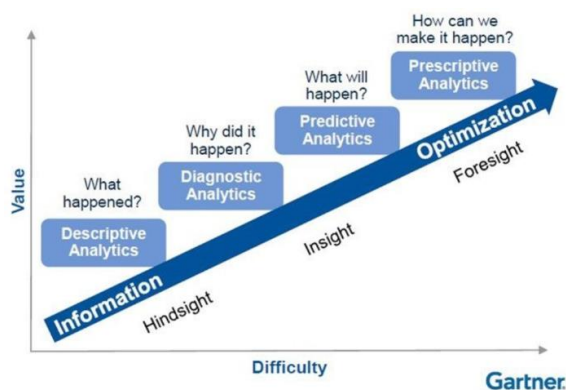 How can we
make it happen?
Prescriptive
Analytics
What will
happen?
Predictive
Analytics
Why did it
happen?
Diagnostic
Analytics
What
happened?
Descriptive
Analytics
Value
Information
Optimization
Hindsight
Insight
Foresight
Difficulty
Gartner